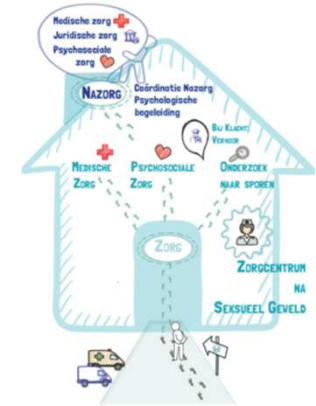 Medische zorg
Juridische zorg
Psychosociale
zorg
Nazorg
Coördinatie Nazorg
Psychologische
begeleiding
Bij Klacht:
Verhoor
Medische
Zorg
Psychosociale
Zorg
Onderzoek
naar sporen
Zorg
Zorgcentrum
na
Seksueel Geweld